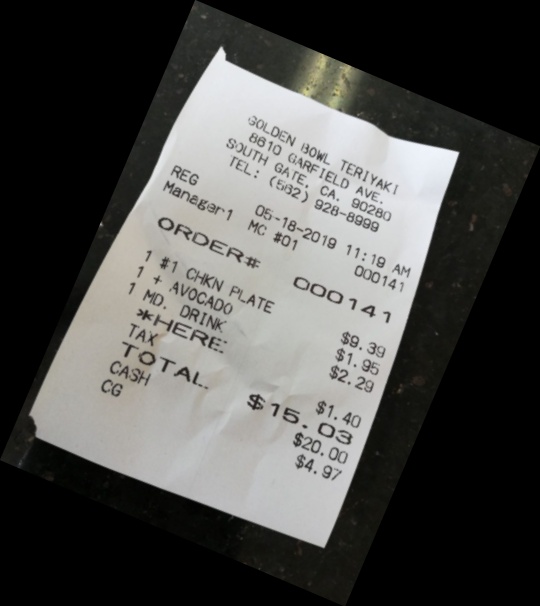 GOLDEN BOWL TERIYAKI
8610 GARFIELD AVE.
SOUTH GATE, CA. 90280
TEL: (562) 928-8999
REG 05-18-2019 11:19 AM
Manager1 MC #01 000141
ORDER# 000141
1 #1 CHKN PLATE $9.39
1 + AVOCADO $1.95
1 MD. DRINK $2.29
*HERE:
TAX $1.40
TOTAL $15.03
CASH $20.00
CG $4.97